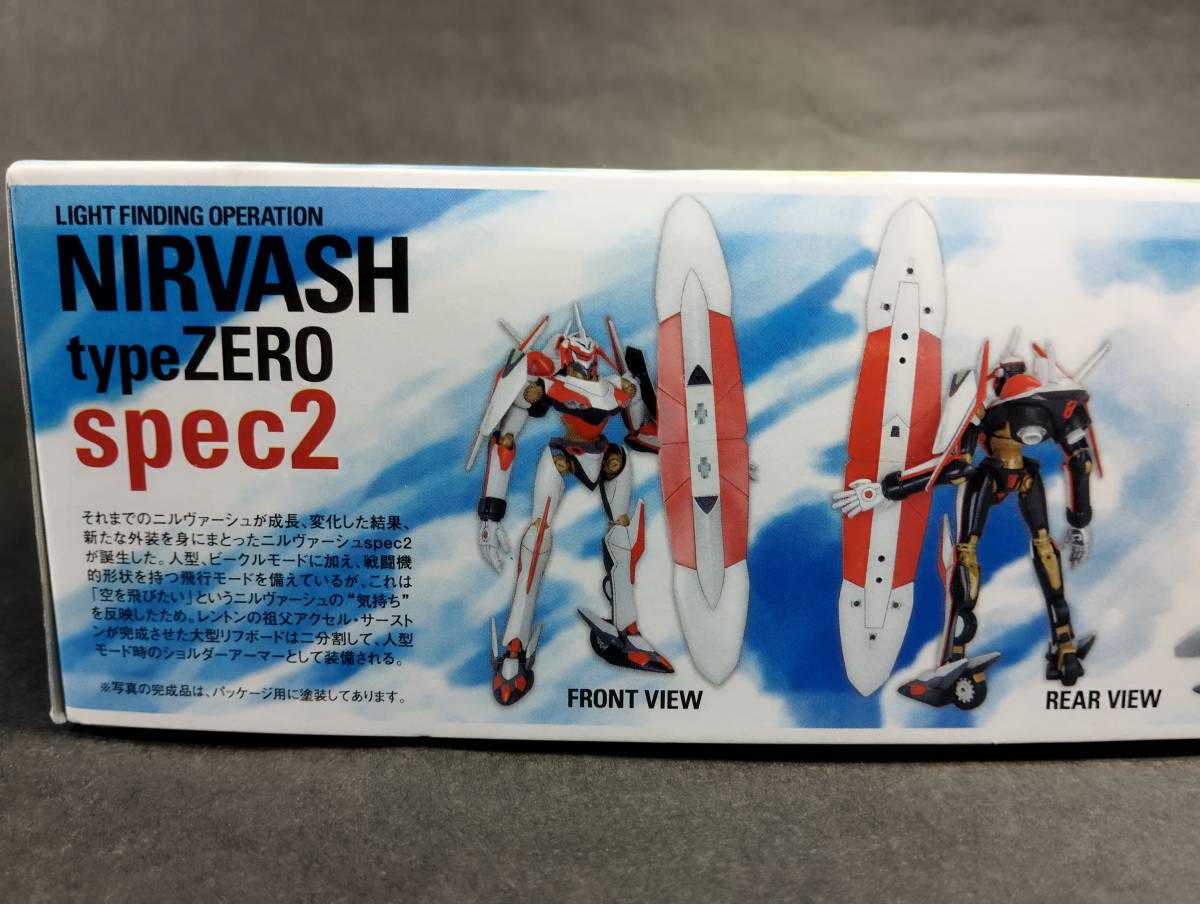 LIGHT FINDING OPERATION
NIRVASH
typeZERO
spec2
それまでのニルヴァーシュが成長、変化した結果、
新たな外装を身にまとったニルヴァーシュspec2
が誕生した。人型、ビークルモードに加え、戦闘機
的形状を持つ飛行モードを備えているが、これは
「空を飛びたい」というニルヴァーシュの“気持ち”
を反映したため。レントンの祖父アクセル・サースト
ンが完成させた大型リフボードは二分割して、人型
モード時のショルダーアーマーとして装備される。
※写真の完成品は、パッケージ用に塗装してあります。
FRONT VIEW
REAR VIEW